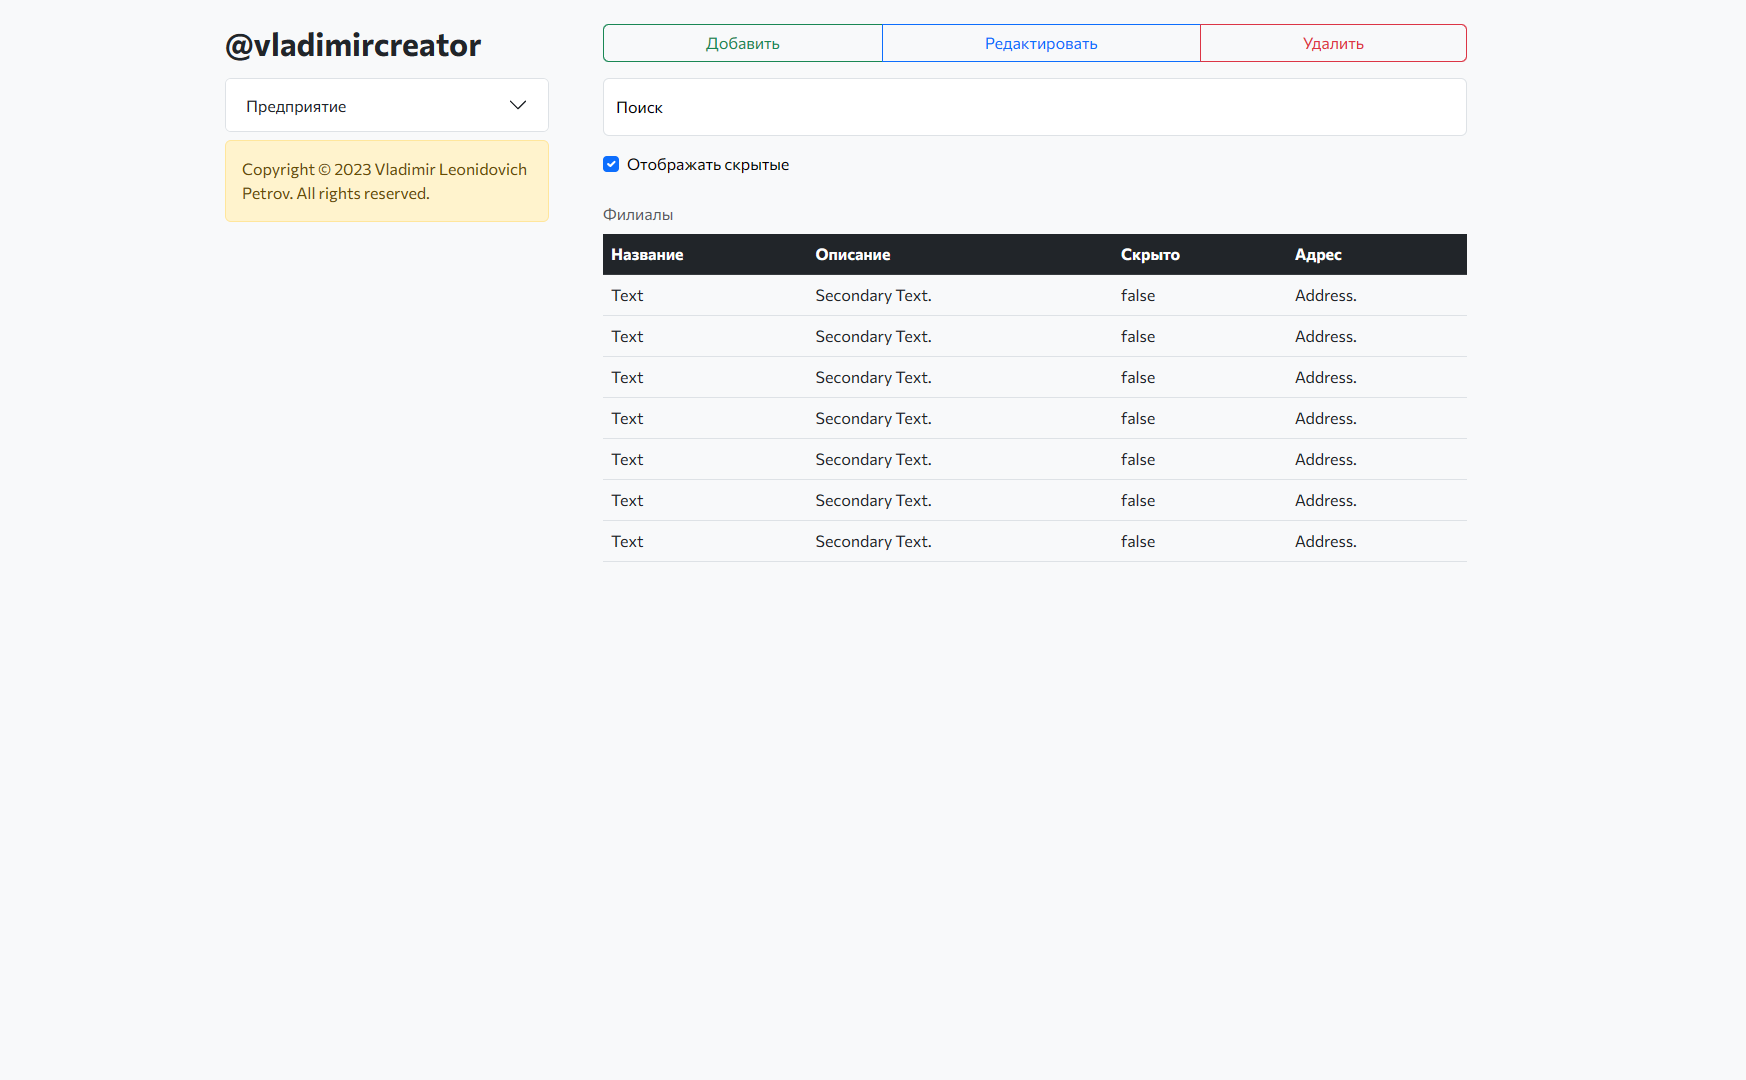 @vladimircreator
Предприятие
Copyright © 2023 Vladimir Leonidovich
Petrov. All rights reserved.
Добавить Редактировать Удалить
Поиск
Отображать скрытые
Филиалы
Название Описание Скрыто Адрес
Text Secondary Text. false Address.
Text Secondary Text. false Address.
Text Secondary Text. false Address.
Text Secondary Text. false Address.
Text Secondary Text. false Address.
Text Secondary Text. false Address.
Text Secondary Text. false Address.